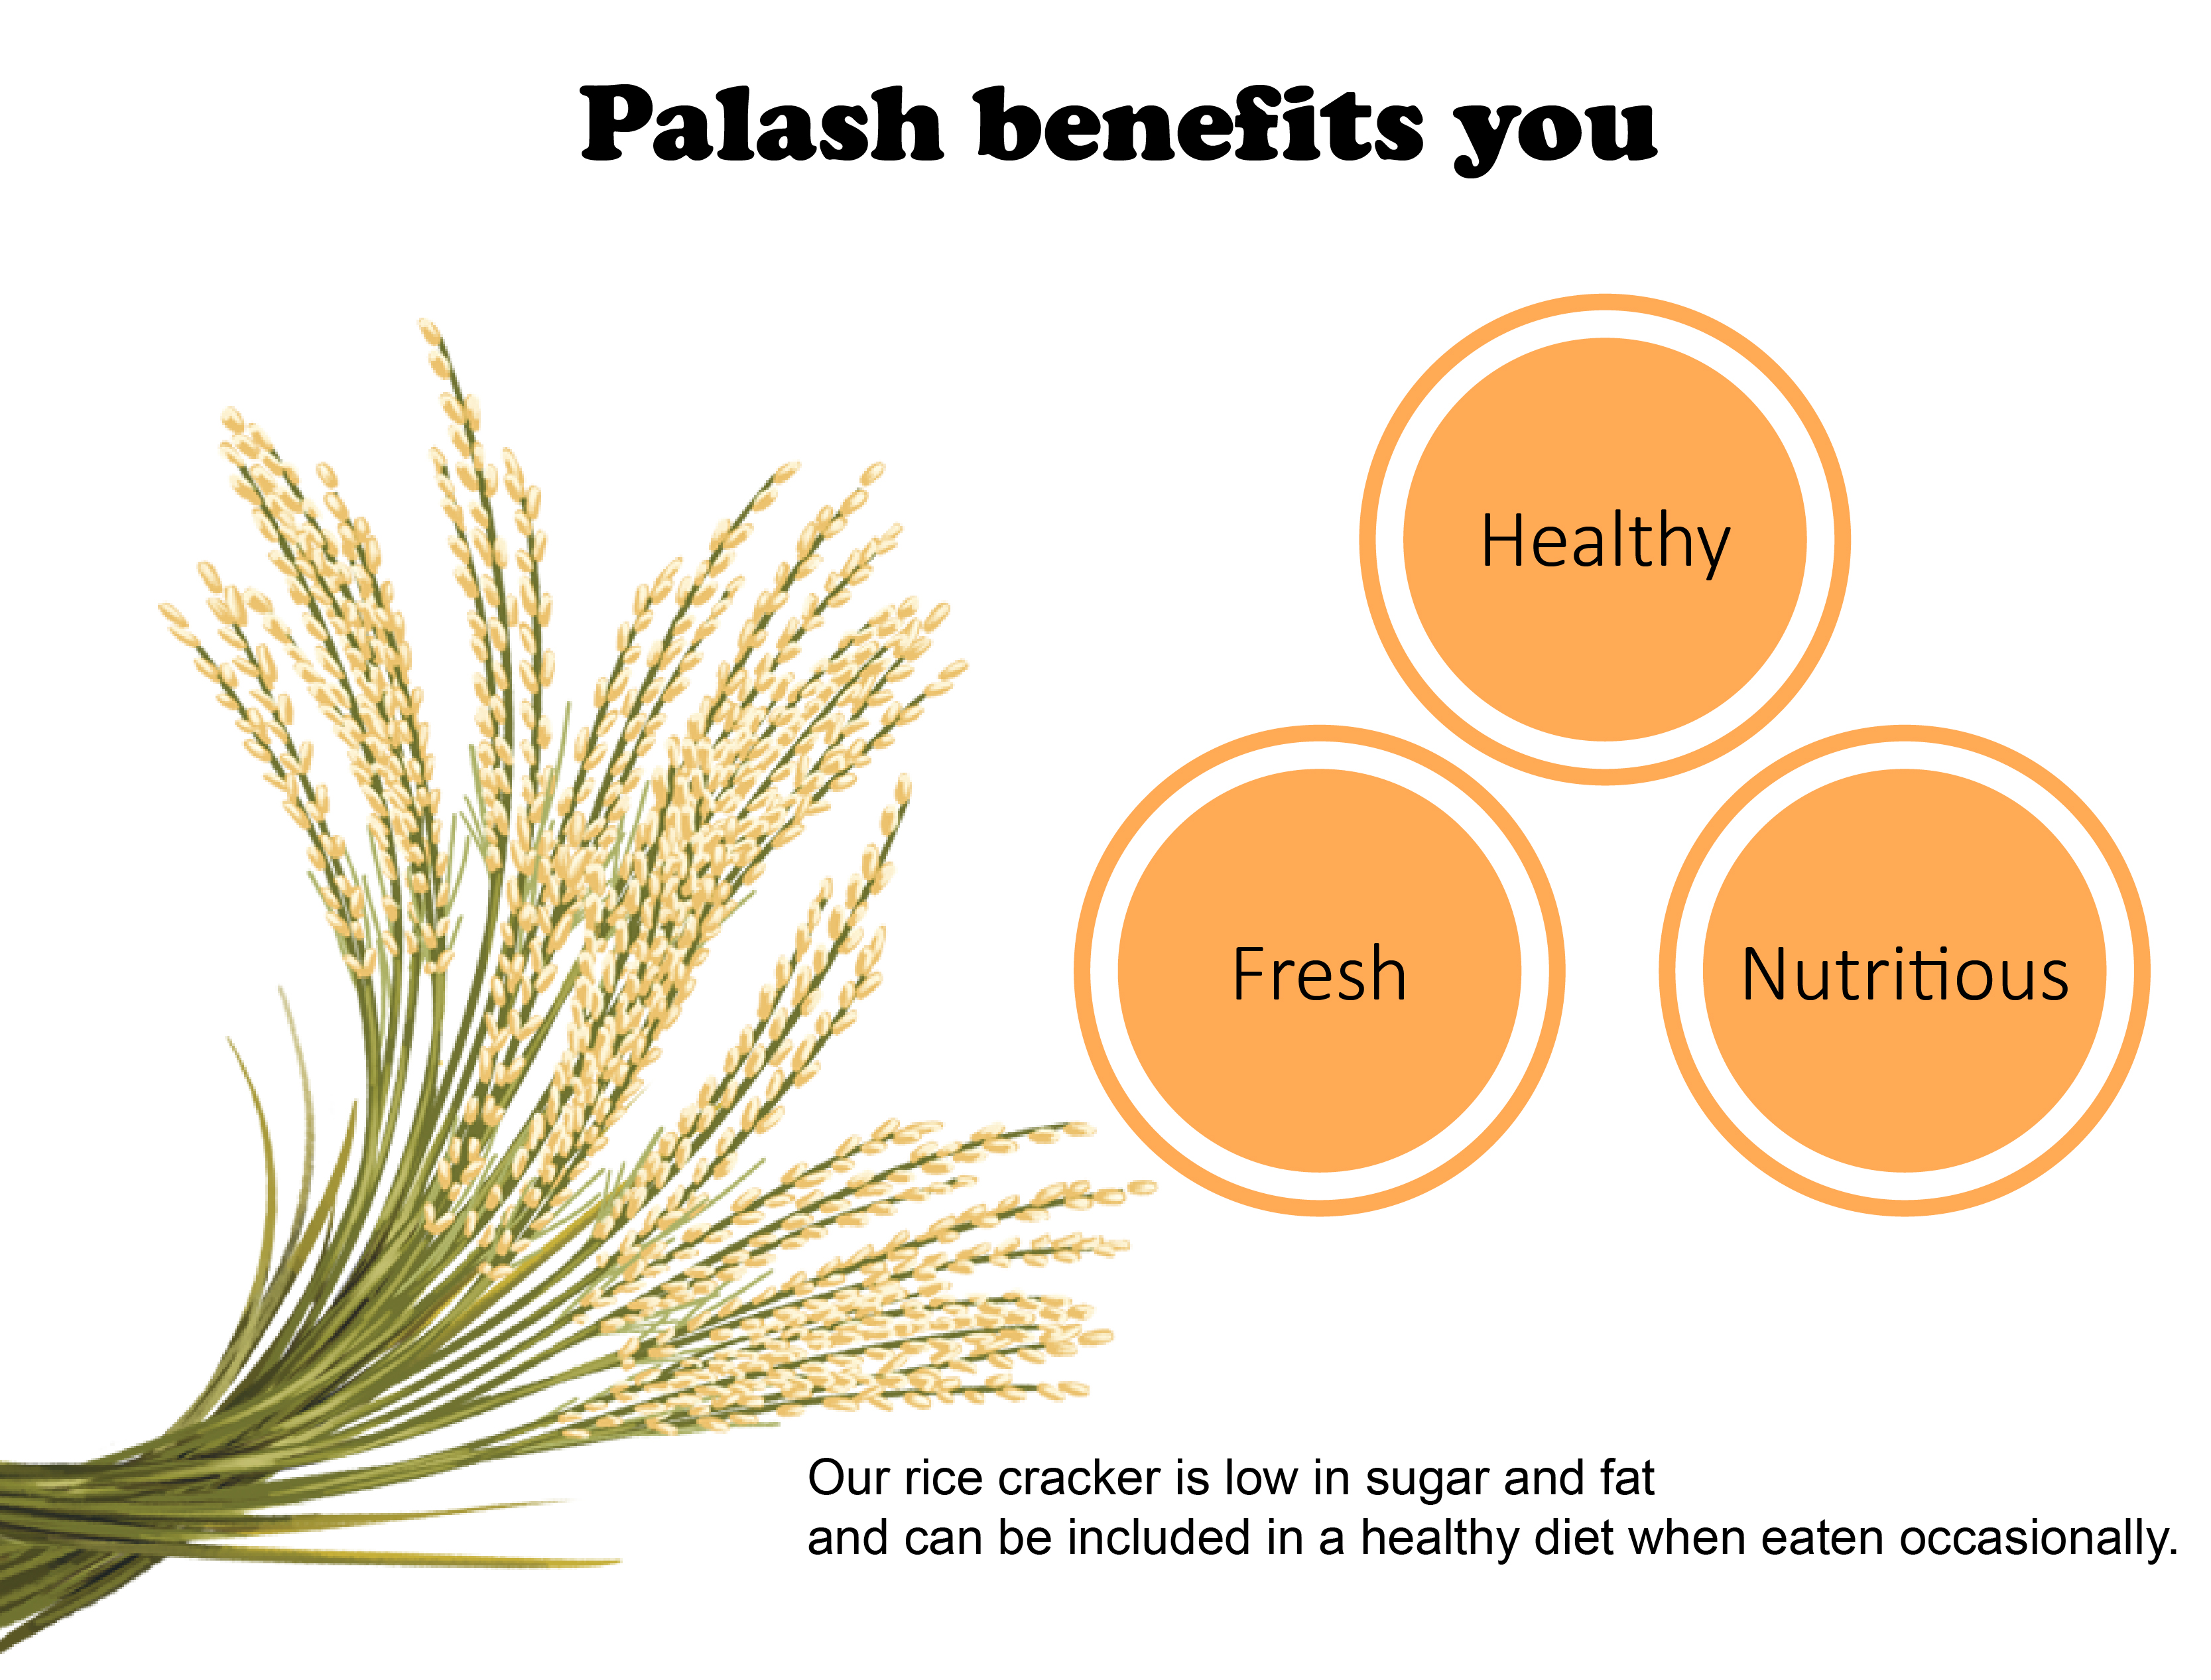 Palash benefits you
Healthy
Fresh
Nutritious
Our rice cracker is low in sugar and fat
and can be included in a healthy diet when eaten occasionally.